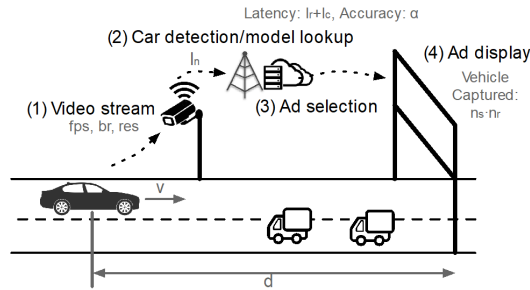 Latency: lr+lc, Accuracy: α
(2) Car detection/model lookup
ln
(4) Ad display
Vehicle
Captured:
ns·nr
(1) Video stream
fps, br, res
(3) Ad selection
v
d